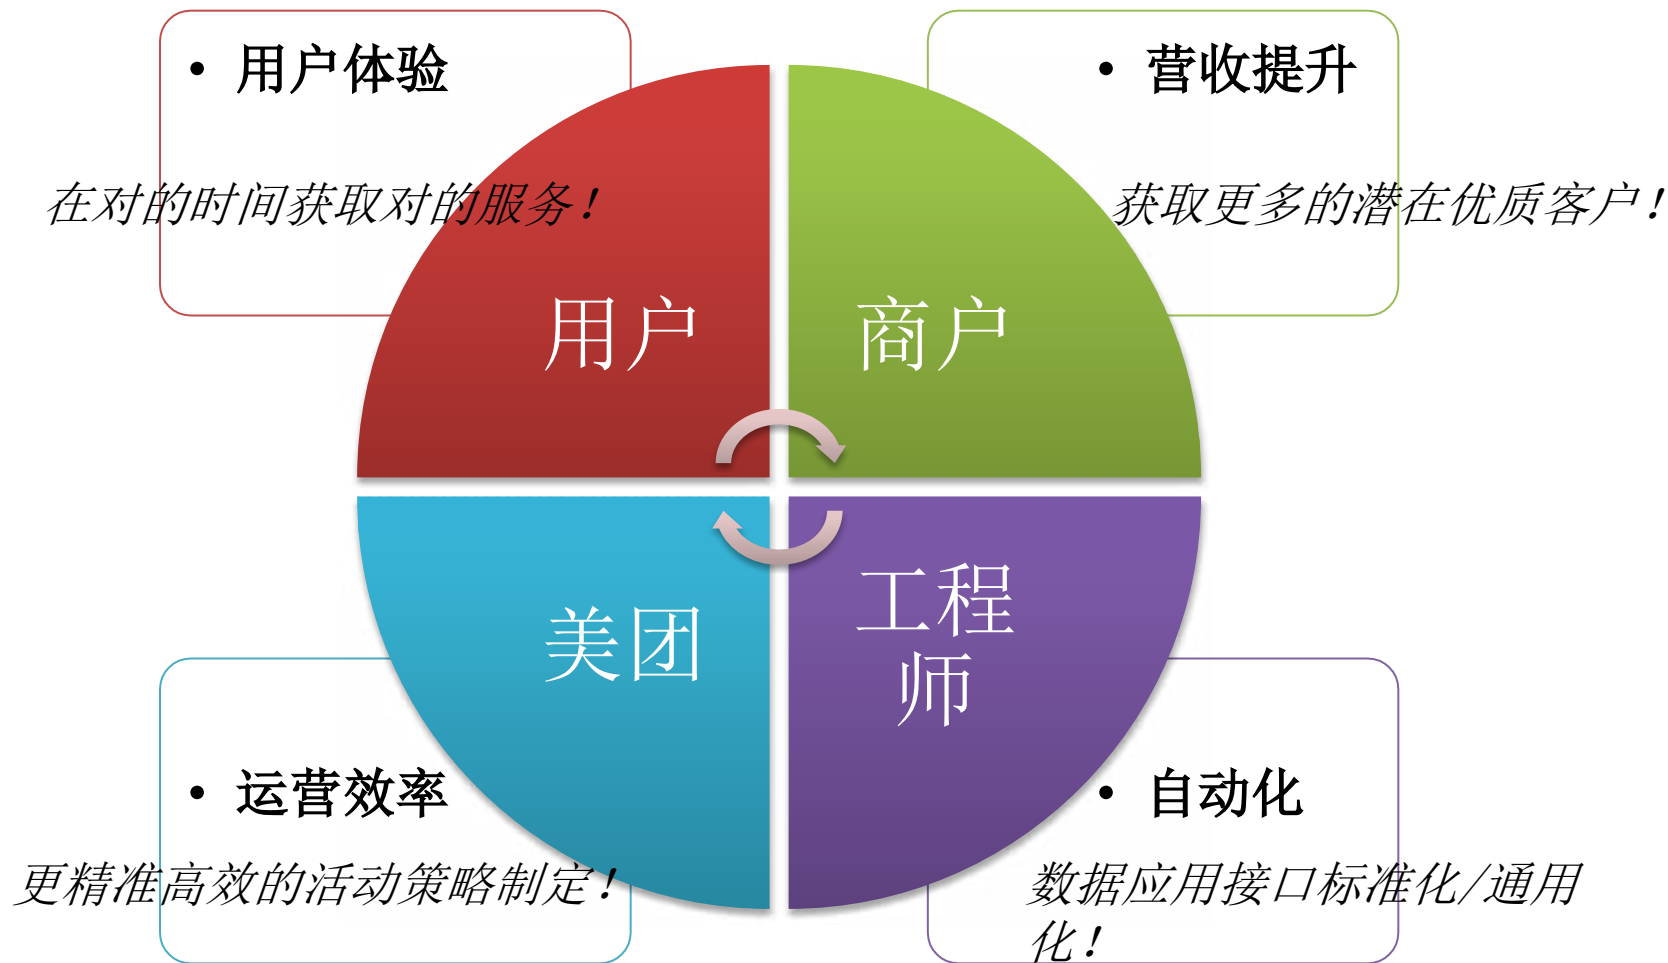 • 用户体验
在对的时间获取对的服务！
用户
• 营收提升
获取更多的潜在优质客户！
商户
美团
• 运营效率
更精准高效的活动策略制定！
工程
师
• 自动化
数据应用接口标准化/通用
化！